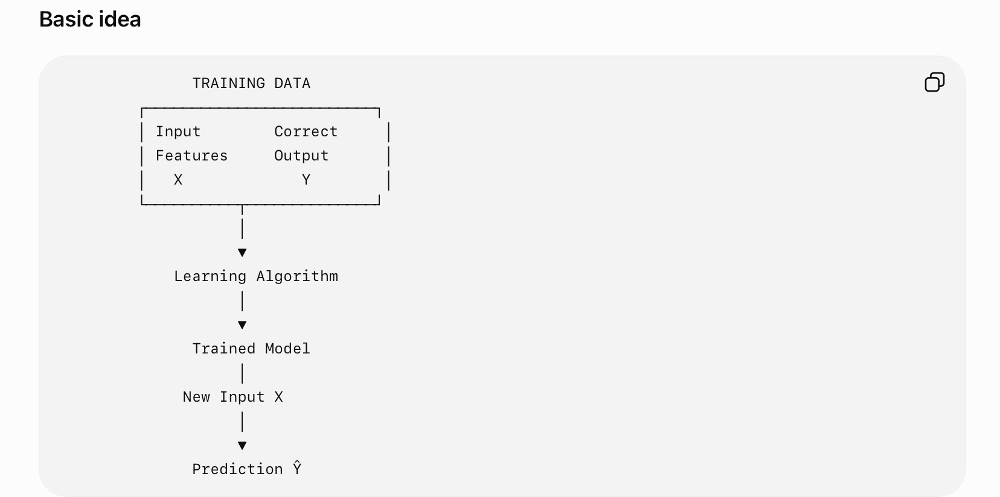 Basic idea
TRAINING DATA
Input Correct
Features Output
X Y
Learning Algorithm
Trained Model
New Input X
Prediction Ŷ